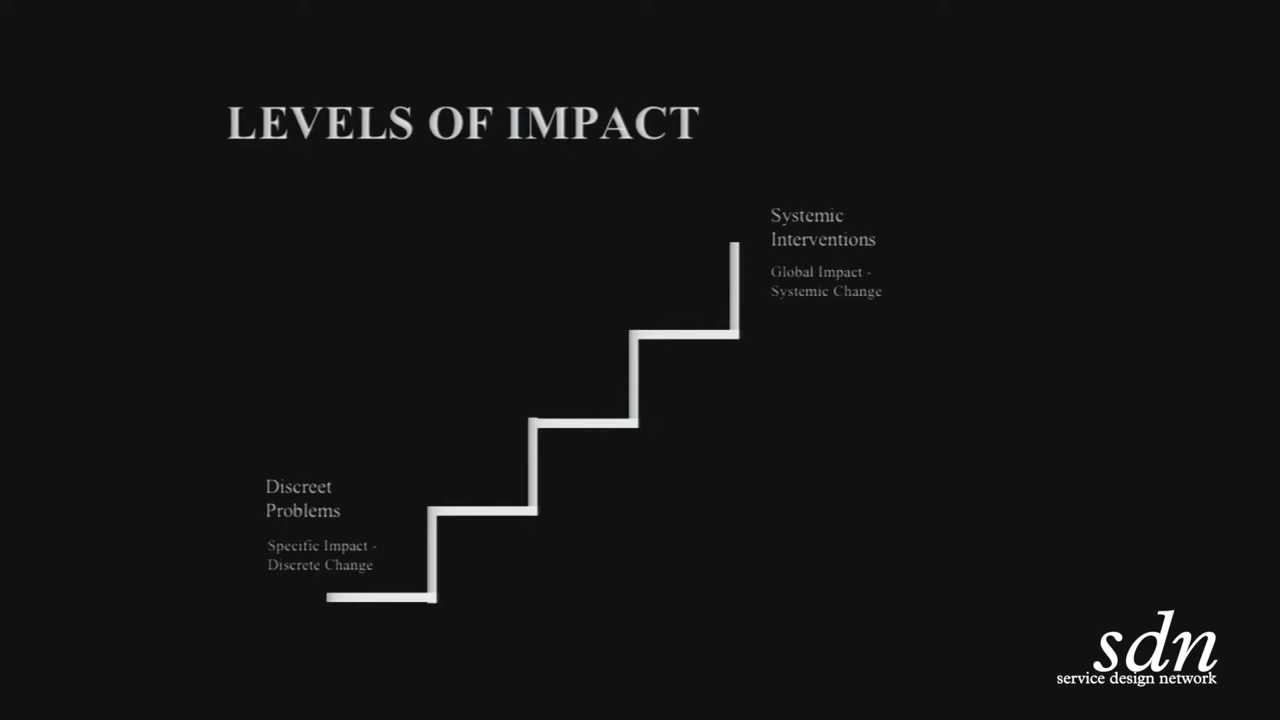 LEVELS OF IMPACT
Systemic
Interventions
Global Impact -
Systemic Change
Discreet
Problems
Specific Impact -
Discrete Change
sdn
service design network